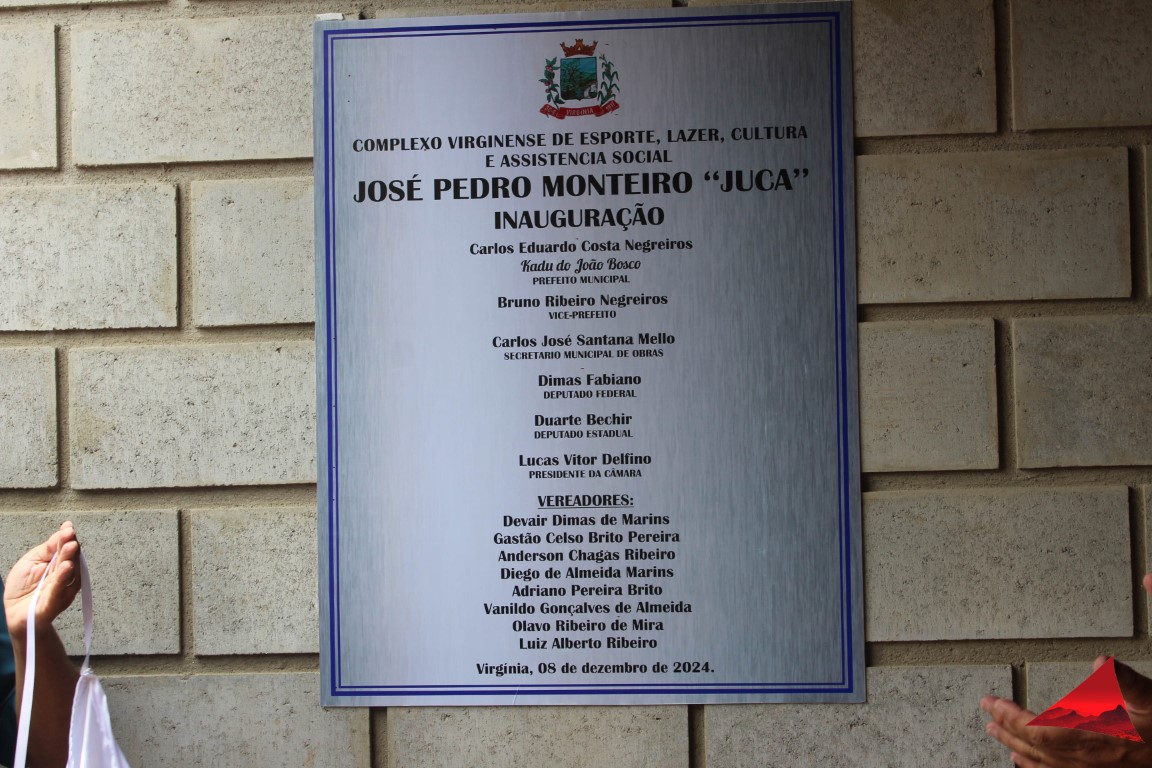 VIRGÍNIA
COMPLEXO VIRGINENSE DE ESPORTE, LAZER, CULTURA
E ASSISTENCIA SOCIAL
JOSÉ PEDRO MONTEIRO “JUCA”
INAUGURAÇÃO
Carlos Eduardo Costa Negreiros
Kadu do João Bosco
PREFEITO MUNICIPAL
Bruno Ribeiro Negreiros
VICE-PREFEITO
Carlos José Santana Mello
SECRETARIO MUNICIPAL DE OBRAS
Dimas Fabiano
DEPUTADO FEDERAL
Duarte Bechir
DEPUTADO ESTADUAL
Lucas Vitor Delfino
PRESIDENTE DA CÂMARA
VEREADORES:
Devair Dimas de Marins
Gastão Celso Brito Pereira
Anderson Chagas Ribeiro
Diego de Almeida Marins
Adriano Pereira Brito
Vanildo Gonçalves de Almeida
Olavo Ribeiro de Mira
Luiz Alberto Ribeiro
Virgínia, 08 de dezembro de 2024.